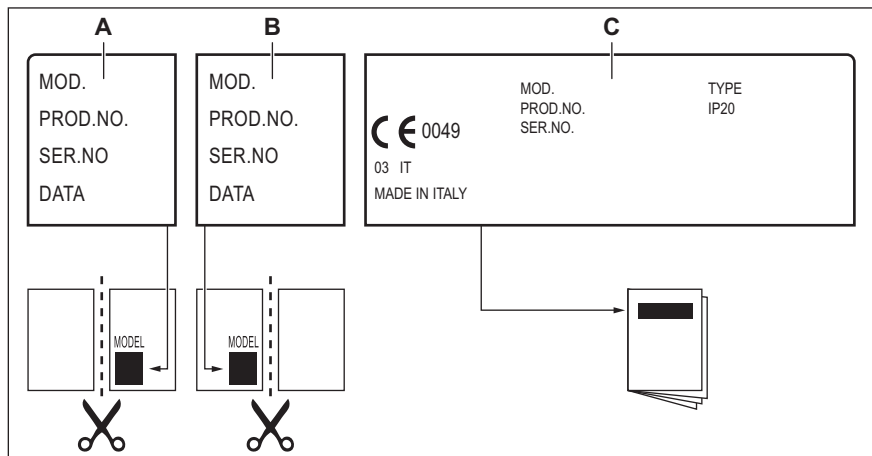 A
B
C
MOD.
PROD.NO.
SER.NO
DATA
MOD.
PROD.NO.
SER.NO
DATA
MOD.
PROD.NO.
SER.NO.
TYPE
IP20
CE 0049
03 IT
MADE IN ITALY
MODEL
MODEL